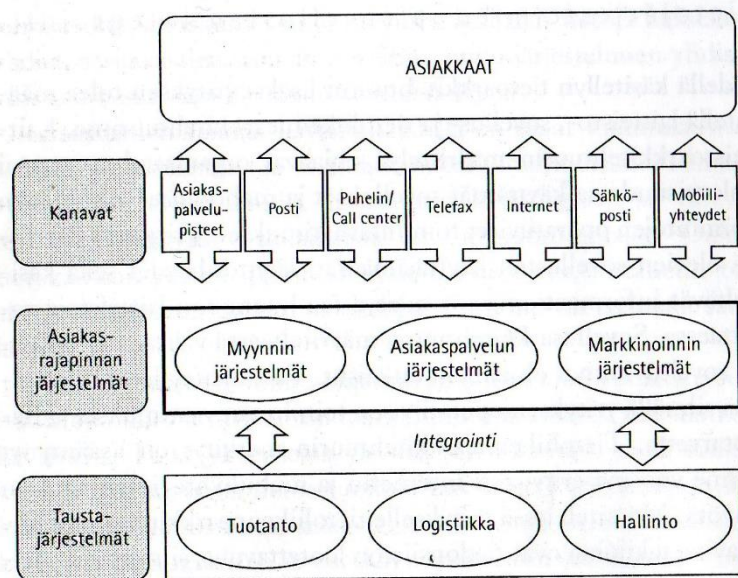 ASIAKKAAT
Kanavat
Asiakas-
palvelu-
pisteet
Posti
Puhelin/
Call center
Telefax
Internet
Sähkö-
posti
Mobiili-
yhteydet
Asiakas-
rajapinnan
järjestelmät
Myynnin
järjestelmät
Asiakaspalvelun
järjestelmät
Markkinoinnin
järjestelmät
Integrointi
Tausta-
järjestelmät
Tuotanto
Logistiikka
Hallinto